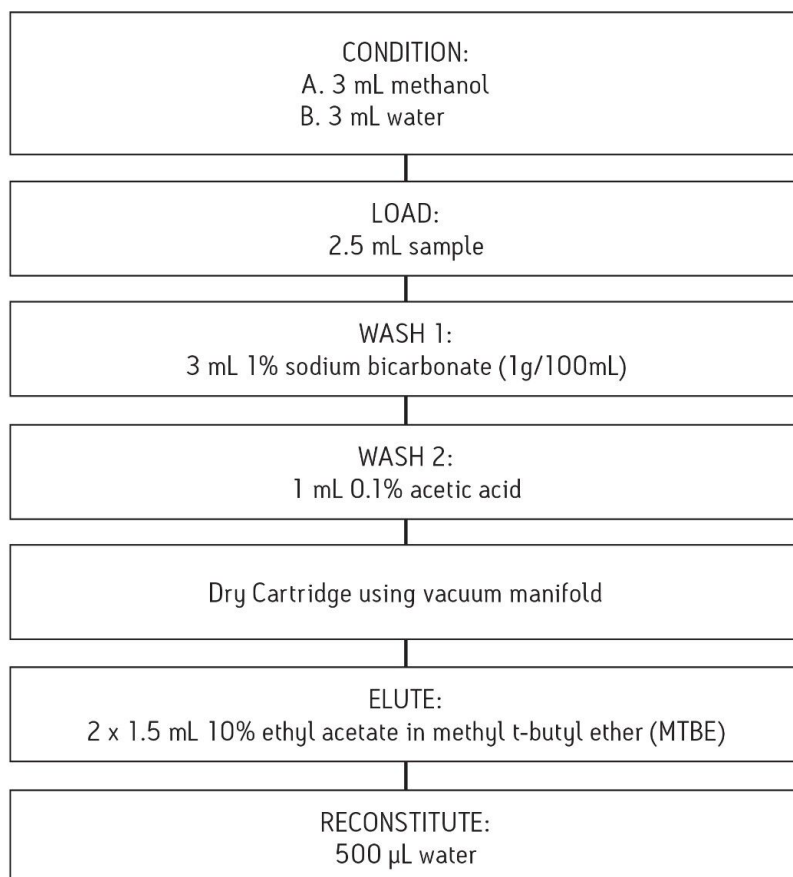 CONDITION:
A. 3 mL methanol
B. 3 mL water
LOAD:
2.5 mL sample
WASH 1:
3 mL 1% sodium bicarbonate (1g/100mL)
WASH 2:
1 mL 0.1% acetic acid
Dry Cartridge using vacuum manifold
ELUTE:
2 x 1.5 mL 10% ethyl acetate in methyl t-butyl ether (MTBE)
RECONSTITUTE:
500 µL water